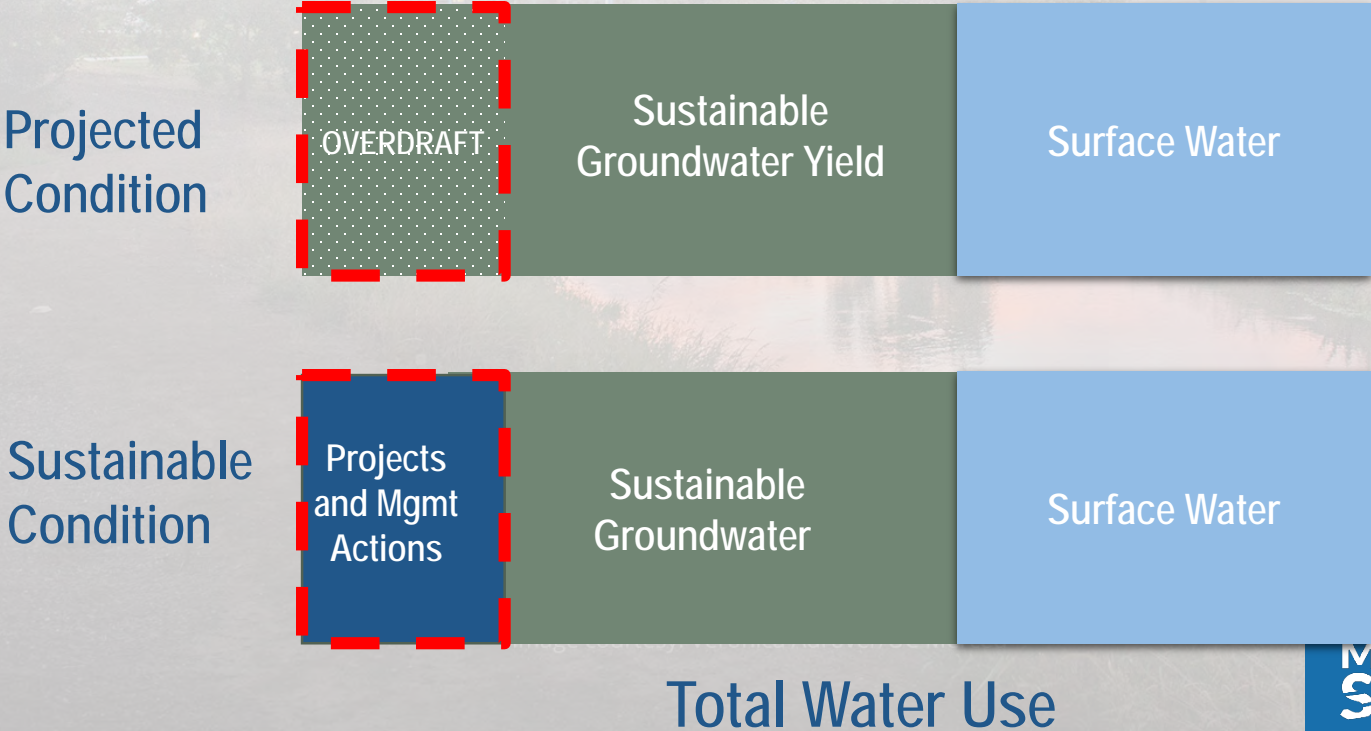 Projected
Condition
OVERDRAFT
Sustainable
Groundwater Yield
Surface Water
Sustainable
Condition
Projects
and Mgmt
Actions
Sustainable
Groundwater
Surface Water
Total Water Use